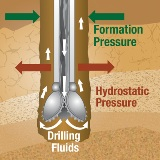 Formation
Pressure
Hydrostatic
Pressure
Drilling
Fluids